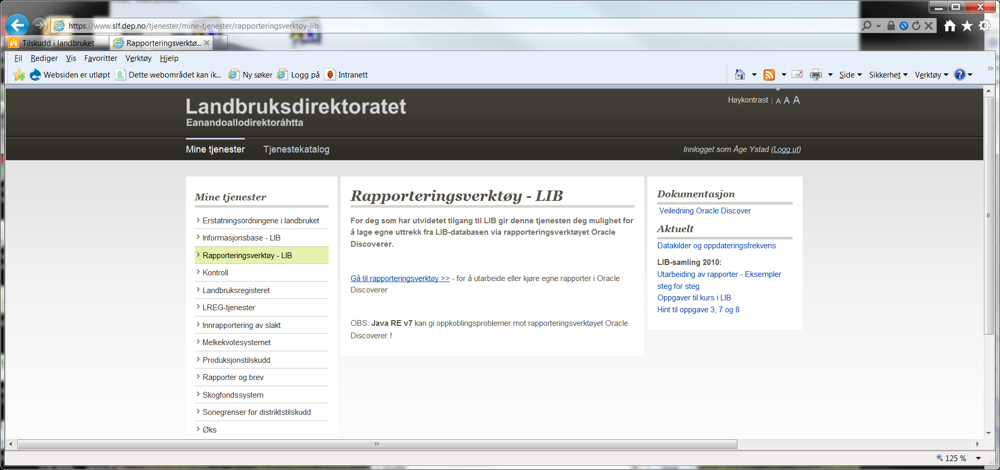 https://www.slf.dep.no/tjenester/mine-tjenester/rapporteringsverktoy-lib
Tilskudd i landbruket
Rapporteringsverktø...
Fil Rediger Vis Favoritter Verktøy Hjelp
Websiden er utløpt Dette webområdet kan ik... Ny søker Logg på Intranett
Side Sikkerhet Verktøy
Landbruksdirektoratet
Eanandoallodirektoráhtta
Høykontrast | A A A
Mine tjenester Tjenestekatalog
Innlogget som Åge Ystad (Logg ut)
Mine tjenester
Erstatningsordningene i landbruket
Informasjonsbase - LIB
Rapporteringsverktøy - LIB
Kontroll
Landbruksregisteret
LREG-tjenester
Innrapportering av slakt
Melkekvotesystemet
Produksjonstilskudd
Rapporter og brev
Skogfondssystem
Sonegrenser for distriktstilskudd
Øks
Rapporteringsverktøy - LIB
For deg som har utvidetet tilgang til LIB gir denne tjenesten deg mulighet for
å lage egne uttrekk fra LIB-databasen via rapporteringsverktøyet Oracle
Discoverer.
Gå til rapporteringsverktøy >> - for å utarbeide eller kjøre egne rapporter i Oracle
Discoverer
OBS: Java RE v7 kan gi oppkoblingsproblemer mot rapporteringsverktøyet Oracle
Discoverer !
Dokumentasjon
Veiledning Oracle Discover
Aktuelt
Datakilder og oppdateringsfrekvens
LIB-samling 2010:
Utarbeiding av rapporter - Eksempler
steg for steg
Oppgaver til kurs i LIB
Hint til oppgave 3, 7 og 8
125 %